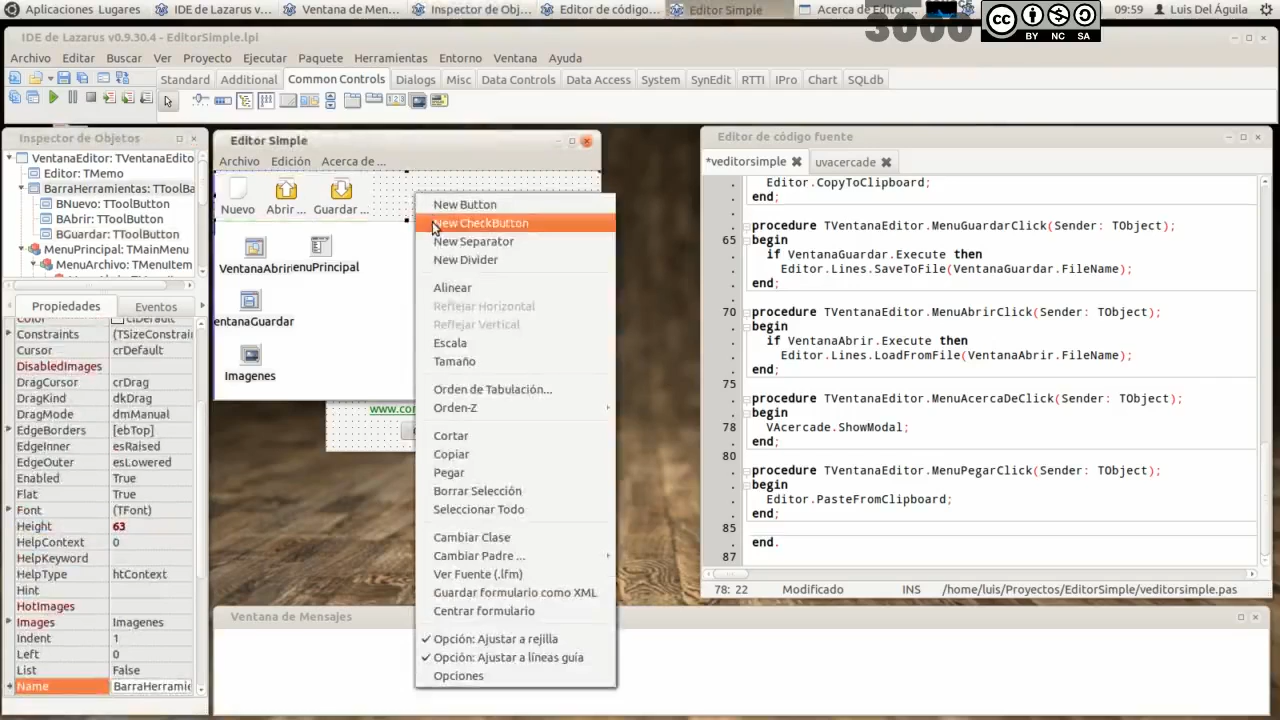 Aplicaciones Lugares IDE de Lazarus v... Ventana de Men... Inspector de Obj... Editor de código... Editor Simple Acerca de Editor... 09:59 Luis Del Águila
3000
CC BY NC SA
IDE de Lazarus v0.9.30.4 - EditorSimple.lpi
Archivo Editar Buscar Ver Proyecto Ejecutar Paquete Herramientas Entorno Ventana Ayuda
Standard Additional Common Controls Dialogs Misc Data Controls Data Access System SynEdit RTTI IPro Chart SQLdb
Inspector de Objetos
VentanaEditor: TVentanaEdito
Editor: TMemo
BarraHerramientas: TToolBa
BNuevo: TToolButton
BAbrir: TToolButton
BGuardar: TToolButton
MenuPrincipal: TMainMenu
MenuArchivo: TMenuItem
Propiedades Eventos
Color clDefault
Constraints (TSizeConstrain
Cursor crDefault
DisabledImages
DragCursor crDrag
DragKind dkDrag
DragMode dmManual
EdgeBorders [ebTop]
EdgeInner esRaised
EdgeOuter esLowered
Enabled True
Flat True
Font (TFont)
Height 63
HelpContext 0
HelpKeyword
HelpType htContext
Hint
HotImages
Images Imagenes
Indent 1
Left 0
List False
Name BarraHerramie
Editor Simple
Archivo Edición Acerca de ...
Nuevo Abrir ... Guardar ...
VentanaAbrir enuPrincipal
entanaGuardar
Imagenes
www.cor
New Button
New CheckButton
New Separator
New Divider
Alinear
Reflejar Horizontal
Reflejar Vertical
Escala
Tamaño
Orden de Tabulación...
Orden-Z
Cortar
Copiar
Pegar
Borrar Selección
Seleccionar Todo
Cambiar Clase
Cambiar Padre ...
Ver Fuente (.lfm)
Guardar formulario como XML
Centrar formulario
Opción: Ajustar a rejilla
Opción: Ajustar a líneas guía
Opciones
Editor de código fuente
*veditorsimple uvacercade
. Editor.CopyToClipboard;
. end;
.
. procedure TVentanaEditor.MenuGuardarClick(Sender: TObject);
65 begin
. if VentanaGuardar.Execute then
. Editor.Lines.SaveToFile(VentanaGuardar.FileName);
. end;
.
70 procedure TVentanaEditor.MenuAbrirClick(Sender: TObject);
. begin
. if VentanaAbrir.Execute then
. Editor.Lines.LoadFromFile(VentanaAbrir.FileName);
. end;
75
. procedure TVentanaEditor.MenuAcercaDeClick(Sender: TObject);
. begin
78 VAcercade.ShowModal;
. end;
80
. procedure TVentanaEditor.MenuPegarClick(Sender: TObject);
. begin
. Editor.PasteFromClipboard;
. end;
85
. end.
87
78: 22 Modificado INS /home/luis/Proyectos/EditorSimple/veditorsimple.pas
Ventana de Mensajes